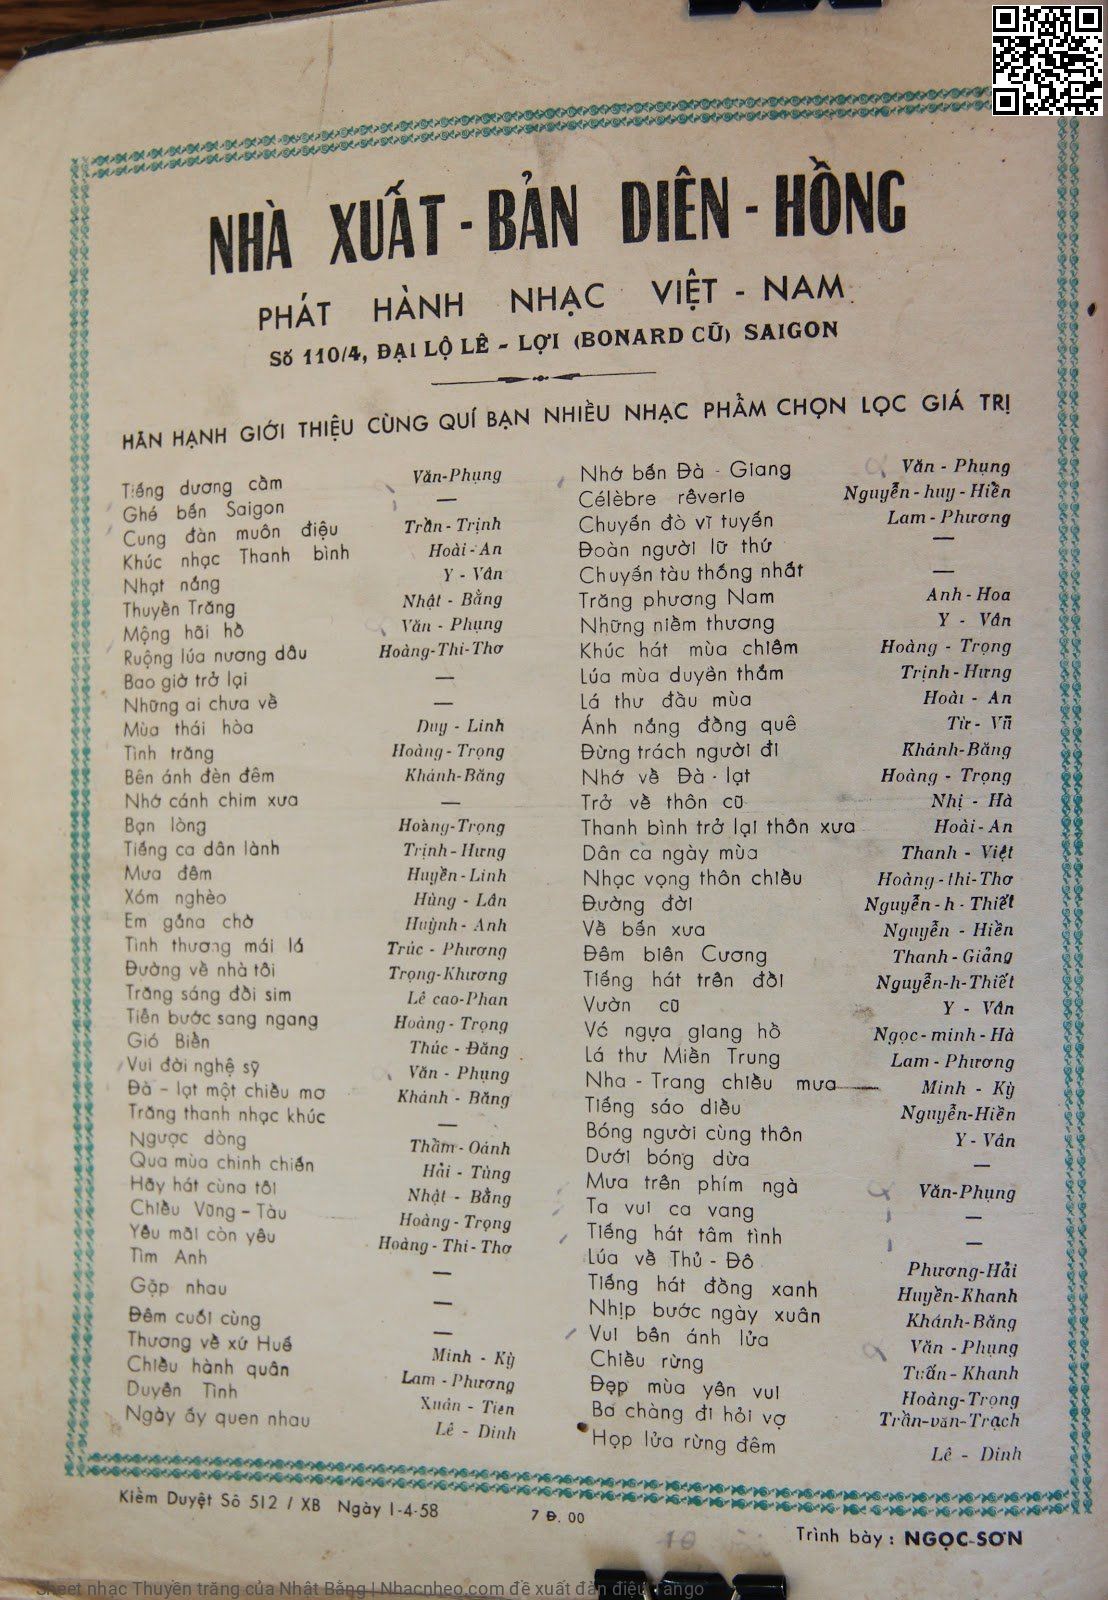 NHÀ XUẤT - BẢN DIÊN - HỒNG
PHÁT HÀNH NHẠC VIỆT - NAM
Số 110/4, ĐẠI LỘ LÊ - LỢI (BONARD CŨ) SAIGON
HÂN HẠNH GIỚI THIỆU CÙNG QUÍ BẠN NHIỀU NHẠC PHẨM CHỌN LỌC GIÁ TRỊ
Tiếng dương cầm Văn-Phụng
Ghé bến Saigon —
Cung đàn muôn điệu Trần-Trịnh
Khúc nhạc Thanh bình Hoài-An
Nhạt nắng Y - Vân
Thuyền Trăng Nhật - Bằng
Mộng hãi hồ Văn - Phụng
Ruộng lúa nương dâu Hoàng-Thi-Thơ
Bao giờ trở lại —
Những ai chưa về —
Mùa thái hòa Duy - Linh
Tình trăng Hoàng-Trọng
Bên ánh đèn đêm Khánh-Băng
Nhớ cánh chim xưa —
Bạn lòng Hoàng-Trọng
Tiếng ca dân lành Trịnh-Hưng
Mưa đêm Huyền-Linh
Xóm nghèo Hùng - Lân
Em gắng chờ Huỳnh - Anh
Tình thương mái lá Trúc - Phương
Đường về nhà tôi Trọng-Khương
Trăng sáng đồi sim Lê cao-Phan
Tiễn bước sang ngang Hoàng - Trọng
Gió Biển Thúc - Đăng
Vui đời nghệ sỹ Văn - Phụng
Đà - lạt một chiều mơ Khánh - Băng
Trăng thanh nhạc khúc —
Ngược dòng Thẩm-Oánh
Qua mùa chinh chiến Hải - Tùng
Hãy hát cùng tôi Nhật - Bằng
Chiều Vũng-Tàu Hoàng-Trọng
Yêu mãi còn yêu Hoàng-Thi-Thơ
Tìm Anh —
Gặp nhau —
Đêm cuối cùng —
Thương về xứ Huế Minh - Kỳ
Chiều hành quân Lam-Phương
Duyên Tình Xuân - Tiên
Ngày ấy quen nhau Lê - Dinh
Nhớ bến Đà - Giang Văn - Phụng
Célèbre rêverie Nguyễn-huy-Hiền
Chuyến đò vĩ tuyến Lam-Phương
Đoàn người lữ thứ —
Chuyến tàu thống nhất —
Trăng phương Nam Anh-Hoa
Những niềm thương Y - Vân
Khúc hát mùa chiêm Hoàng - Trọng
Lúa mùa duyên thắm Trịnh-Hưng
Lá thư đầu mùa Hoài - An
Ánh nắng đồng quê Từ - Vũ
Đừng trách người đi Khánh-Băng
Nhớ về Đà - lạt Hoàng - Trọng
Trở về thôn cũ Nhị - Hà
Thanh bình trở lại thôn xưa Hoài-An
Dân ca ngày mùa Thanh - Việt
Nhạc vọng thôn chiều Hoàng-thi-Thơ
Đường đời Nguyễn-h-Thiết
Về bến xưa Nguyễn - Hiền
Đêm biên Cương Thanh-Giảng
Tiếng hát trên đồi Nguyễn-h-Thiết
Vườn cũ Y - Vân
Vó ngựa giang hồ Ngọc-minh-Hà
Lá thư Miền Trung Lam-Phương
Nha - Trang chiều mưa Minh - Kỳ
Tiếng sáo diều Nguyễn-Hiền
Bóng người cùng thôn Y - Vân
Dưới bóng dừa —
Mưa trên phím ngà Văn-Phụng
Ta vui ca vang —
Tiếng hát tâm tình —
Lúa về Thủ - Đô Phương-Hải
Tiếng hát đồng xanh Huyền-Khanh
Nhịp bước ngày xuân Khánh-Băng
Vui bên ánh lửa Văn - Phụng
Chiều rừng Tuấn-Khanh
Đẹp mùa yên vui Hoàng-Trọng
Ba chàng đi hỏi vợ Trần-văn-Trạch
Họp lửa rừng đêm Lê - Dinh
Kiểm Duyệt Số 512 / XB Ngày 1-4-58
7 Đ. 00
Trình bày : NGỌC-SƠN
Sheet nhạc Thuyền trăng của Nhật Bằng | Nhacnheo.com đề xuất đàn điệu Tango